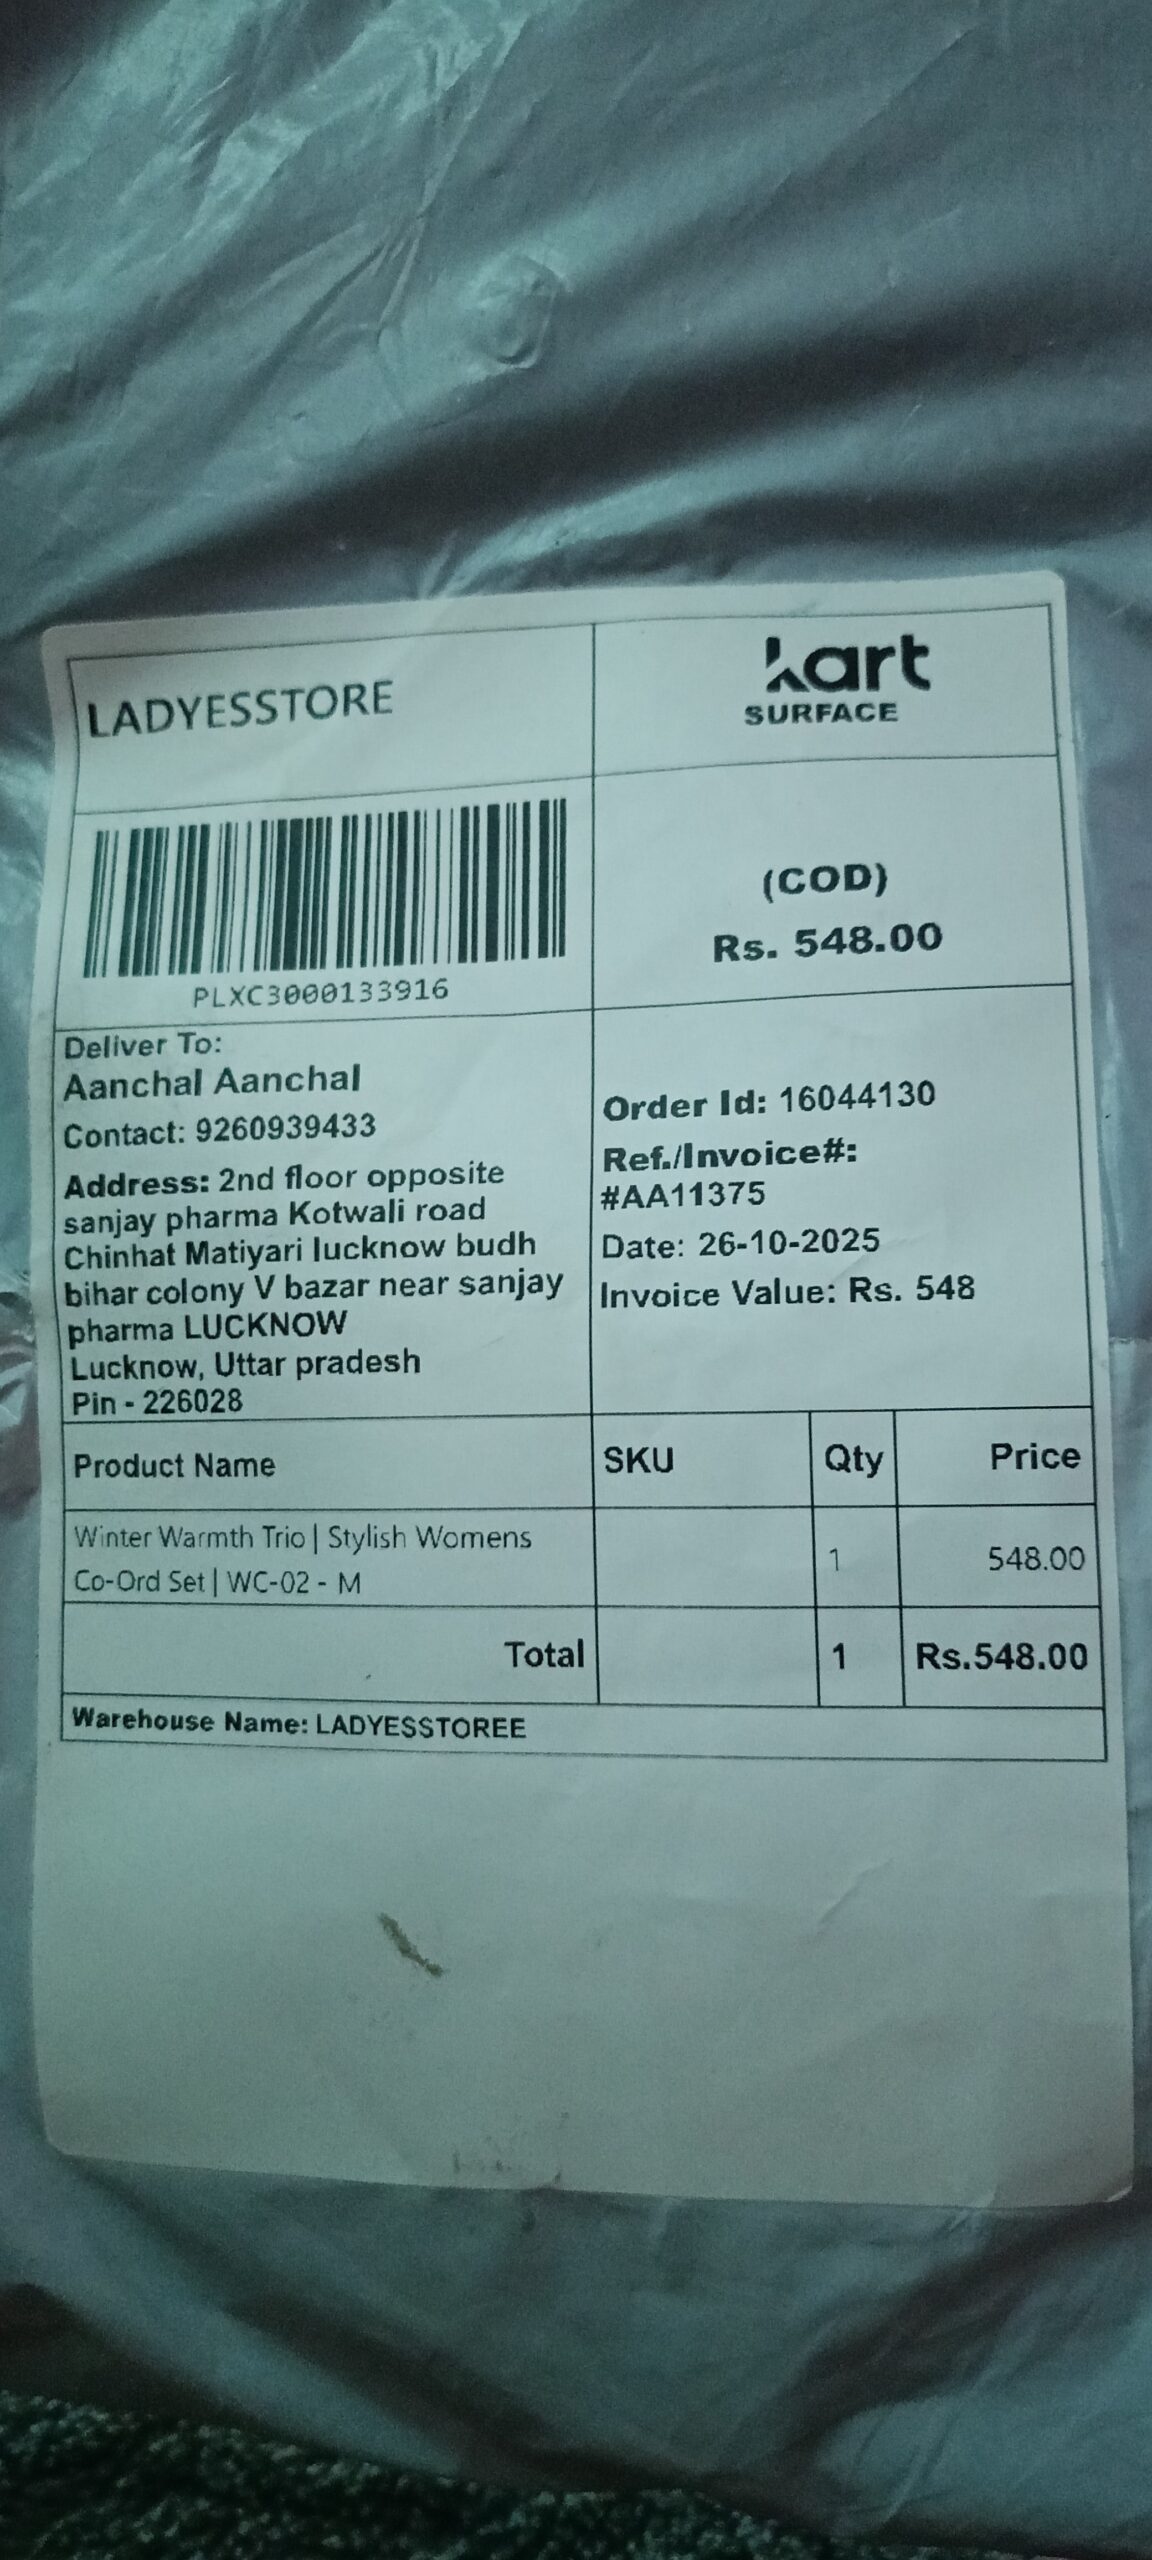 LADYESSTORE
kart
SURFACE
PLXC3000133916
(COD)
Rs. 548.00
Deliver To:
Aanchal Aanchal
Contact: 9260939433
Address: 2nd floor opposite
sanjay pharma Kotwali road
Chinhat Matiyari lucknow budh
bihar colony V bazar near sanjay
pharma LUCKNOW
Lucknow, Uttar pradesh
Pin - 226028
Order Id: 16044130
Ref./Invoice#:
#AA11375
Date: 26-10-2025
Invoice Value: Rs. 548
Product Name SKU Qty Price
Winter Warmth Trio | Stylish Womens
Co-Ord Set | WC-02 - M 1 548.00
Total 1 Rs.548.00
Warehouse Name: LADYESSTOREE